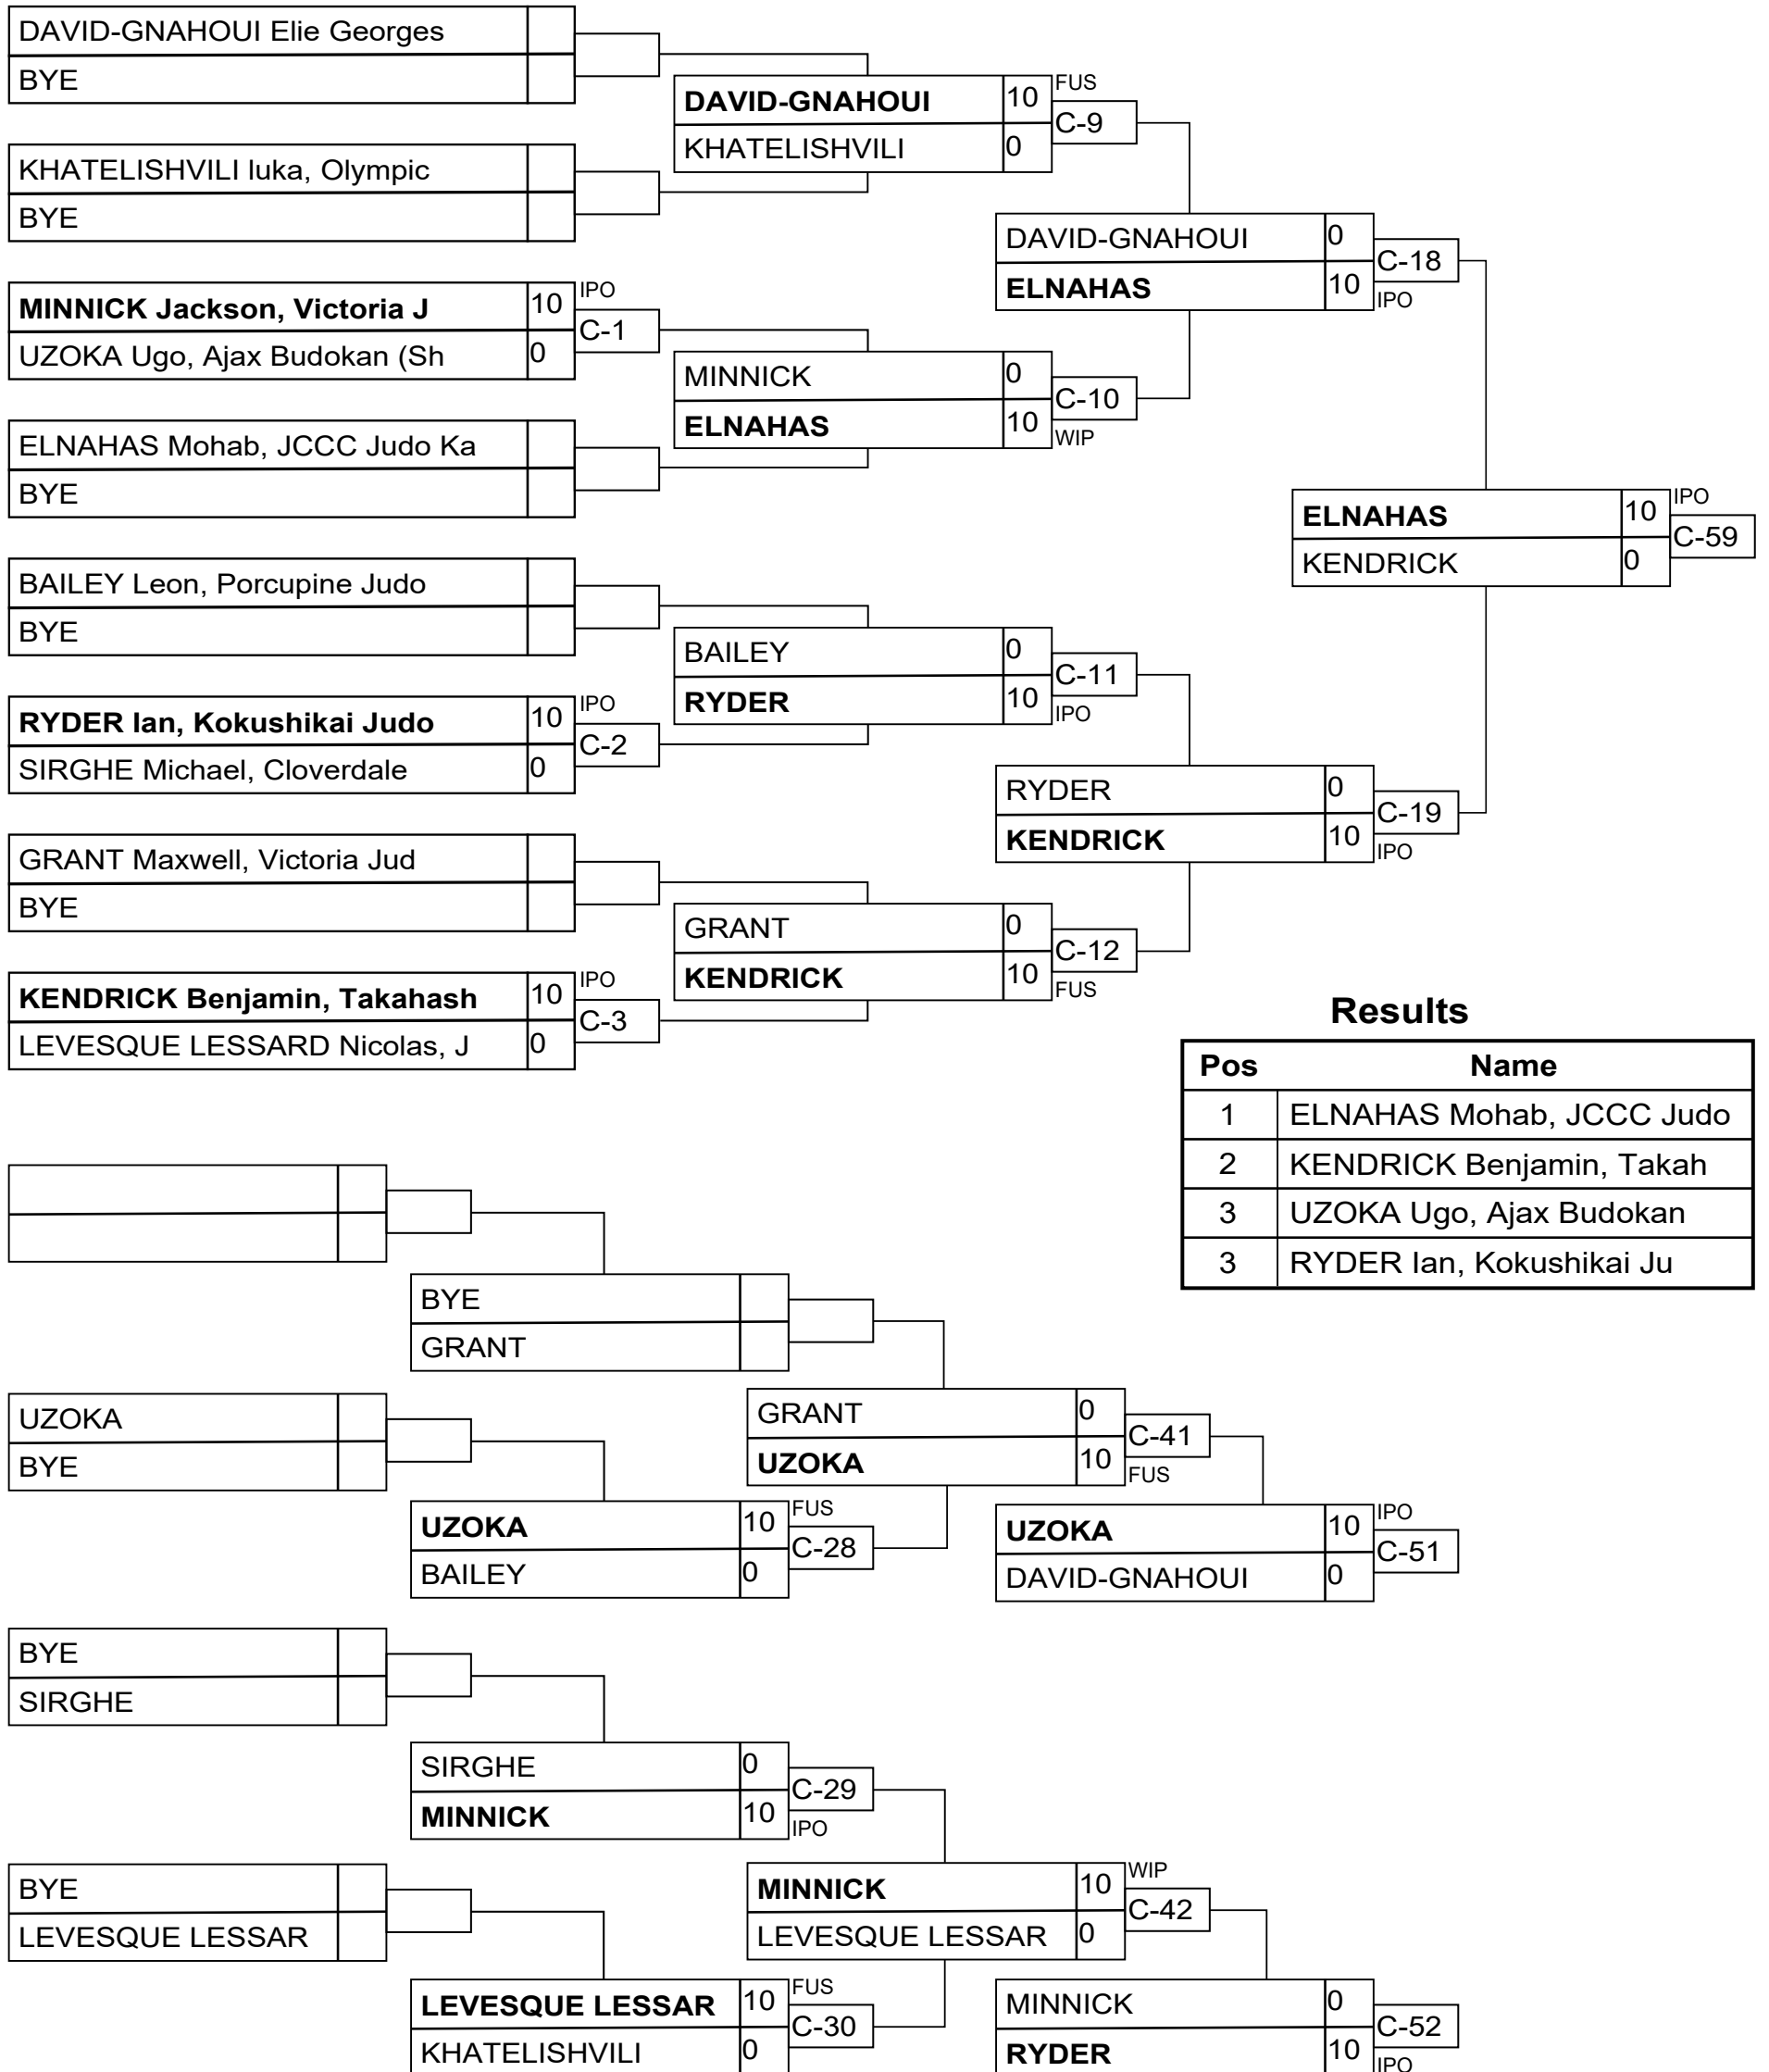 DAVID-GNAHOUI Elie Georges
BYE
KHATELISHVILI luka, Olympic
BYE
MINNICK Jackson, Victoria J 10 IPO
C-1
UZOKA Ugo, Ajax Budokan (Sh 0
ELNAHAS Mohab, JCCC Judo Ka
BYE
BAILEY Leon, Porcupine Judo
BYE
RYDER Ian, Kokushikai Judo 10 IPO
C-2
SIRGHE Michael, Cloverdale 0
GRANT Maxwell, Victoria Jud
BYE
KENDRICK Benjamin, Takahash 10 IPO
C-3
LEVESQUE LESSARD Nicolas, J 0
DAVID-GNAHOUI 10 FUS
C-9
KHATELISHVILI 0
MINNICK 0
C-10
ELNAHAS 10 WIP
BAILEY 0
C-11
RYDER 10 IPO
GRANT 0
C-12
KENDRICK 10 FUS
DAVID-GNAHOUI 0
C-18
ELNAHAS 10 IPO
RYDER 0
C-19
KENDRICK 10 IPO
ELNAHAS 10 IPO
C-59
KENDRICK 0
Results
Pos Name
1 ELNAHAS Mohab, JCCC Judo
2 KENDRICK Benjamin, Takah
3 UZOKA Ugo, Ajax Budokan
3 RYDER Ian, Kokushikai Ju
BYE
GRANT
UZOKA
BYE
GRANT 0
C-41
UZOKA 10 FUS
UZOKA 10 FUS
C-28
BAILEY 0
UZOKA 10 IPO
C-51
DAVID-GNAHOUI 0
BYE
SIRGHE
SIRGHE 0
C-29
MINNICK 10 IPO
BYE
LEVESQUE LESSAR
MINNICK 10 WIP
C-42
LEVESQUE LESSAR 0
LEVESQUE LESSAR 10 FUS
C-30
KHATELISHVILI 0
MINNICK 0
C-52
RYDER 10 IPO